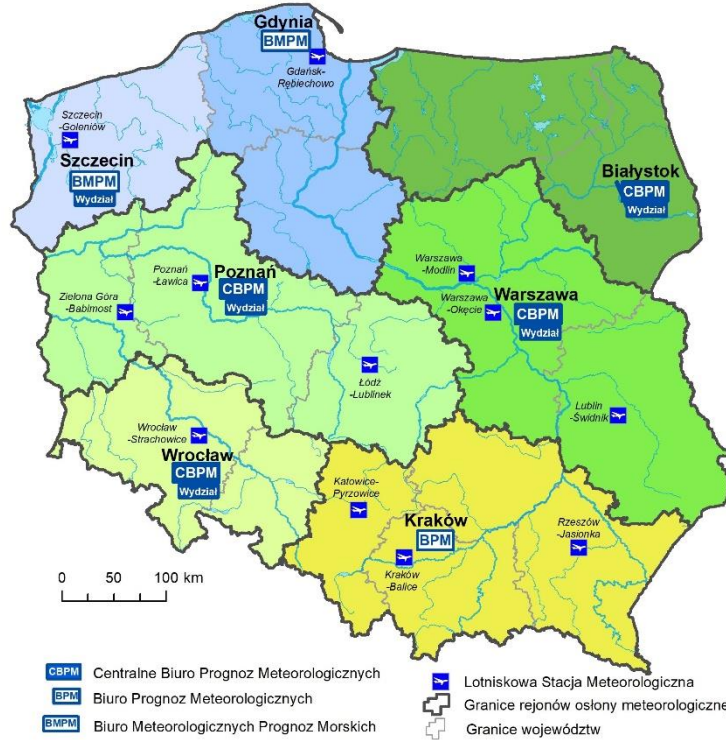 Gdynia
BMPM
Gdańsk
-Rębiechowo
Szczecin
-Goleniów
Szczecin
BMPM
Wydział
Białystok
CBPM
Wydział
Poznań
-Ławica
Poznań
CBPM
Wydział
Zielona Góra
-Babimost
Warszawa
-Modlin
Warszawa
-Okęcie
Warszawa
CBPM
Wydział
Łódź
-Lublinek
Lublin
-Świdnik
Wrocław
-Strachowice
Wrocław
CBPM
Wydział
Katowice-
Pyrzowice
Kraków
BPM
Kraków
-Balice
Rzeszów
-Jasionka
0 50 100 km
CBPM Centralne Biuro Prognoz Meteorologicznych
BPM Biuro Prognoz Meteorologicznych
BMPM Biuro Meteorologicznych Prognoz Morskich
Lotniskowa Stacja Meteorologiczna
Granice rejonów osłony meteorologicznej
Granice województw